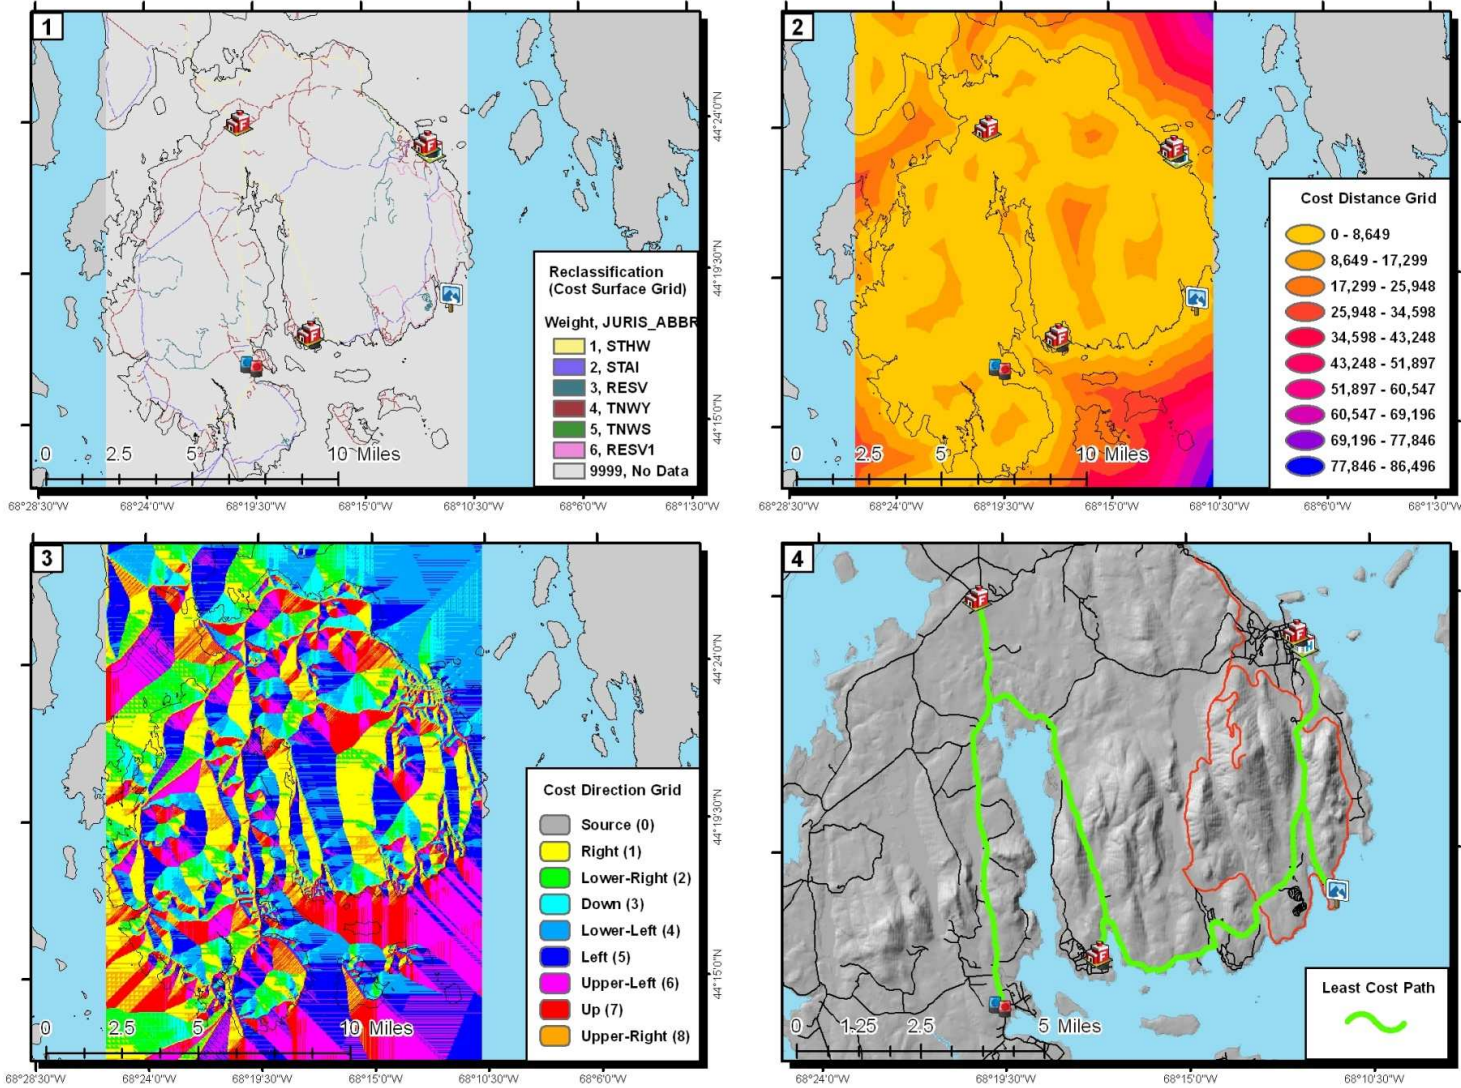 1
44°24'0"N
44°19'30"N
44°15'0"N
Reclassification
(Cost Surface Grid)
Weight, JURIS_ABBR
1, STHW
2, STAI
3, RESV
4, TNWY
5, TNWS
6, RESV1
9999, No Data
0 2.5 5 10 Miles
68°28'30"W 68°24'0"W 68°19'30"W 68°15'0"W 68°10'30"W 68°6'0"W 68°1'30"W
2
Cost Distance Grid
0 - 8,649
8,649 - 17,299
17,299 - 25,948
25,948 - 34,598
34,598 - 43,248
43,248 - 51,897
51,897 - 60,547
60,547 - 69,196
69,196 - 77,846
77,846 - 86,496
0 2.5 5 10 Miles
68°28'30"W 68°24'0"W 68°19'30"W 68°15'0"W 68°10'30"W 68°6'0"W 68°1'30"W
3
44°24'0"N
44°19'30"N
44°15'0"N
Cost Direction Grid
Source (0)
Right (1)
Lower-Right (2)
Down (3)
Lower-Left (4)
Left (5)
Upper-Left (6)
Up (7)
Upper-Right (8)
0 2.5 5 10 Miles
68°28'30"W 68°24'0"W 68°19'30"W 68°15'0"W 68°10'30"W 68°6'0"W
4
Least Cost Path
0 1.25 2.5 5 Miles
68°24'0"W 68°19'30"W 68°15'0"W 68°10'30"W